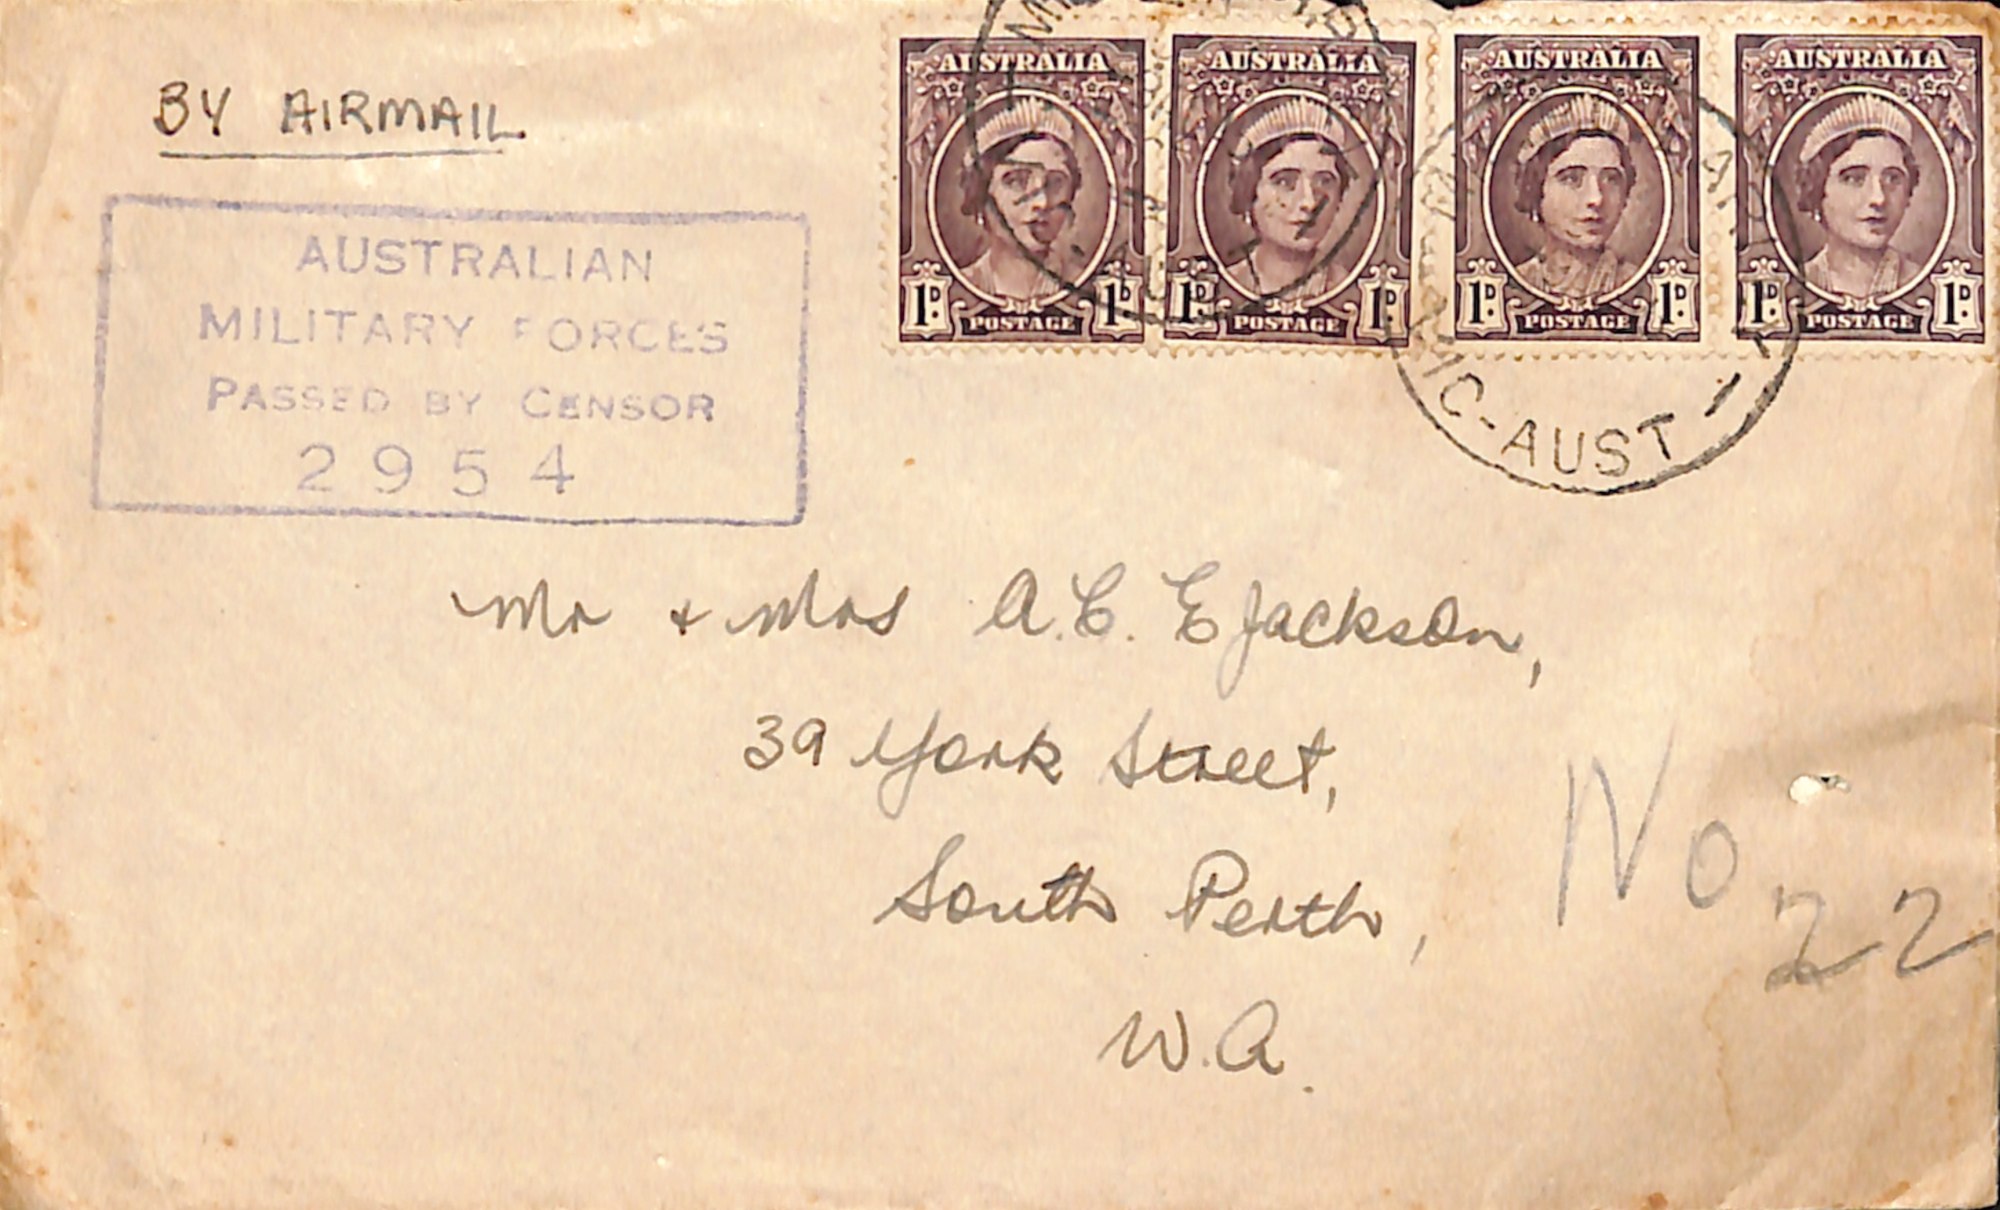 BY AIRMAIL
AUSTRALIAN
MILITARY FORCES
PASSED BY CENSOR
2954
AUSTRALIA
1D
1D
POSTAGE
AUSTRALIA
1D
1D
POSTAGE
AUSTRALIA
1D
1D
POSTAGE
AUSTRALIA
1D
1D
POSTAGE
VIC-AUST
Mr & Mrs A.C. E Jackson,
39 York Street,
South Perth,
W.A.
No 22